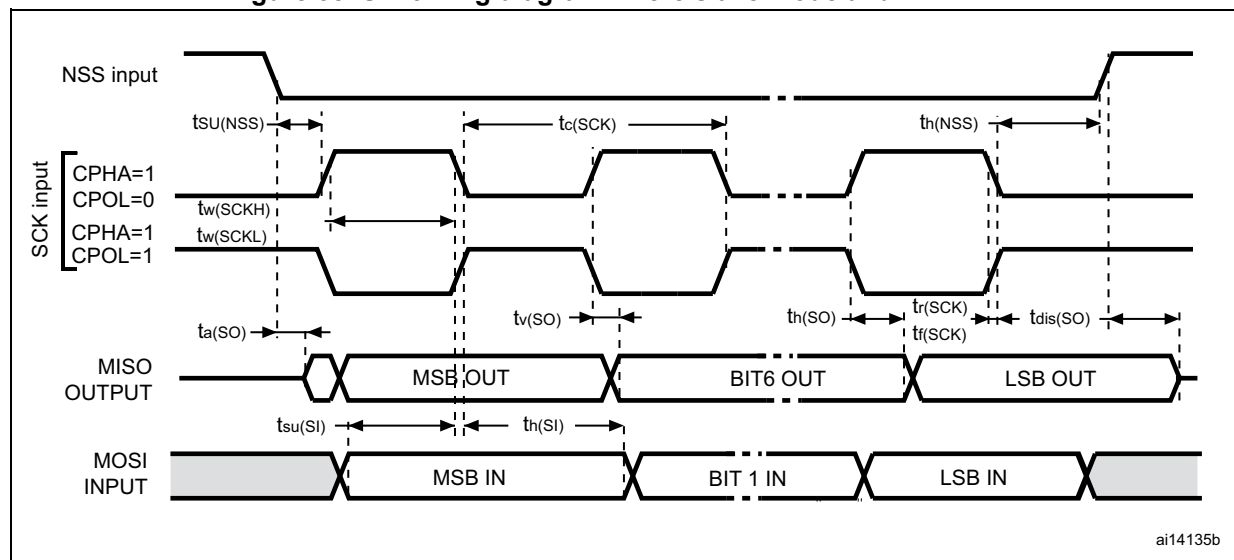 NSS input
tSU(NSS)
tc(SCK)
th(NSS)
SCK input
CPHA=1
CPOL=0
tw(SCKH)
CPHA=1
tw(SCKL)
CPOL=1
ta(SO)
tv(SO)
th(SO)
tr(SCK)
tf(SCK)
tdis(SO)
MISO
OUTPUT
MSB OUT
BIT6 OUT
LSB OUT
tsu(SI)
th(SI)
MOSI
INPUT
MSB IN
BIT 1 IN
LSB IN
ai14135b